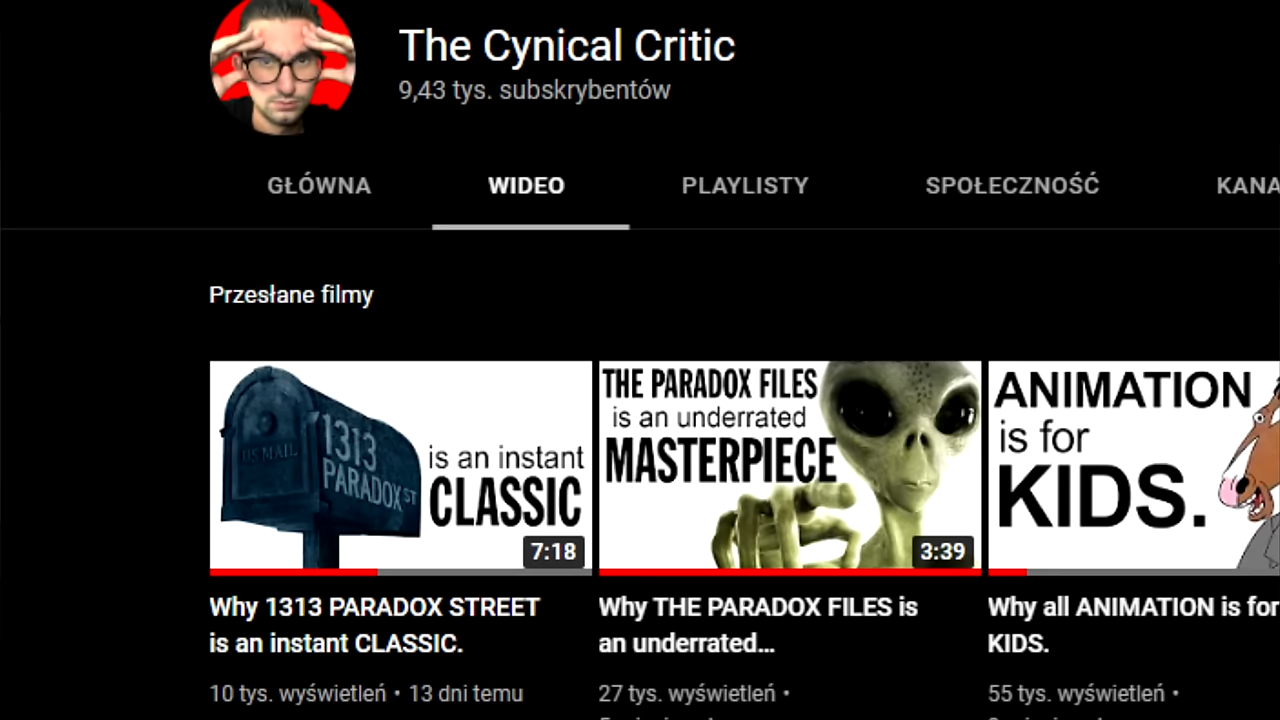 The Cynical Critic
9,43 tys. subskrybentów
GŁÓWNA WIDEO PLAYLISTY SPOŁECZNOŚĆ KANA
Przesłane filmy
US MAIL
1313
PARADOX ST
is an instant
CLASSIC
7:18
THE PARADOX FILES
is an underrated
MASTERPIECE
3:39
ANIMATION
is for
KIDS.
Why 1313 PARADOX STREET
is an instant CLASSIC.
10 tys. wyświetleń • 13 dni temu
Why THE PARADOX FILES is
an underrated...
27 tys. wyświetleń •
Why all ANIMATION is for
KIDS.
55 tys. wyświetleń •